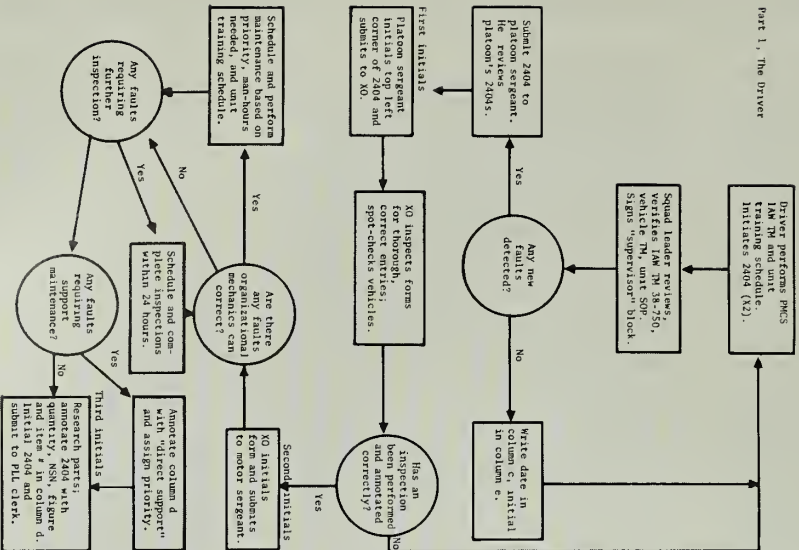 Part 1, The Driver
Driver performs PMCS
IAW TM and unit
training schedule.
Initiates 2404 (X2)
Squad leader reviews,
verifies IAW TM 38-750,
vehicle TM, unit SOP.
Signs "supervisor" block.
Any new
faults
detected?
Yes
No
Submit 2404 to
platoon sergeant.
He reviews
platoon's 2404s.
Write date in
column c, initial
in column e.
First initials
Platoon sergeant
initials top left
corner of 2404 and
submits to XO.
XO inspects forms
for thorough,
correct entries;
spot-checks vehicles.
Has an
inspection
been performed
and annotated
correctly?
No
Yes
Second initials
XO initials
form and submits
to motor sergeant.
Are there
any faults
organizational
mechanics can
correct?
Yes
No
Schedule and perform
maintenance based on
priority, man-hours
needed, and unit
training schedule.
Any faults
requiring
further
inspection?
Yes
Schedule and com-
plete inspections
within 24 hours.
Any faults
requiring
support
maintenance?
Yes
No
Annotate column d
with "direct support"
and assign priority.
Third initials
Research parts;
annotate 2404 with
quantity, NSN, figure
and item # in column d.
Initial 2404 and
submit to PLL clerk.